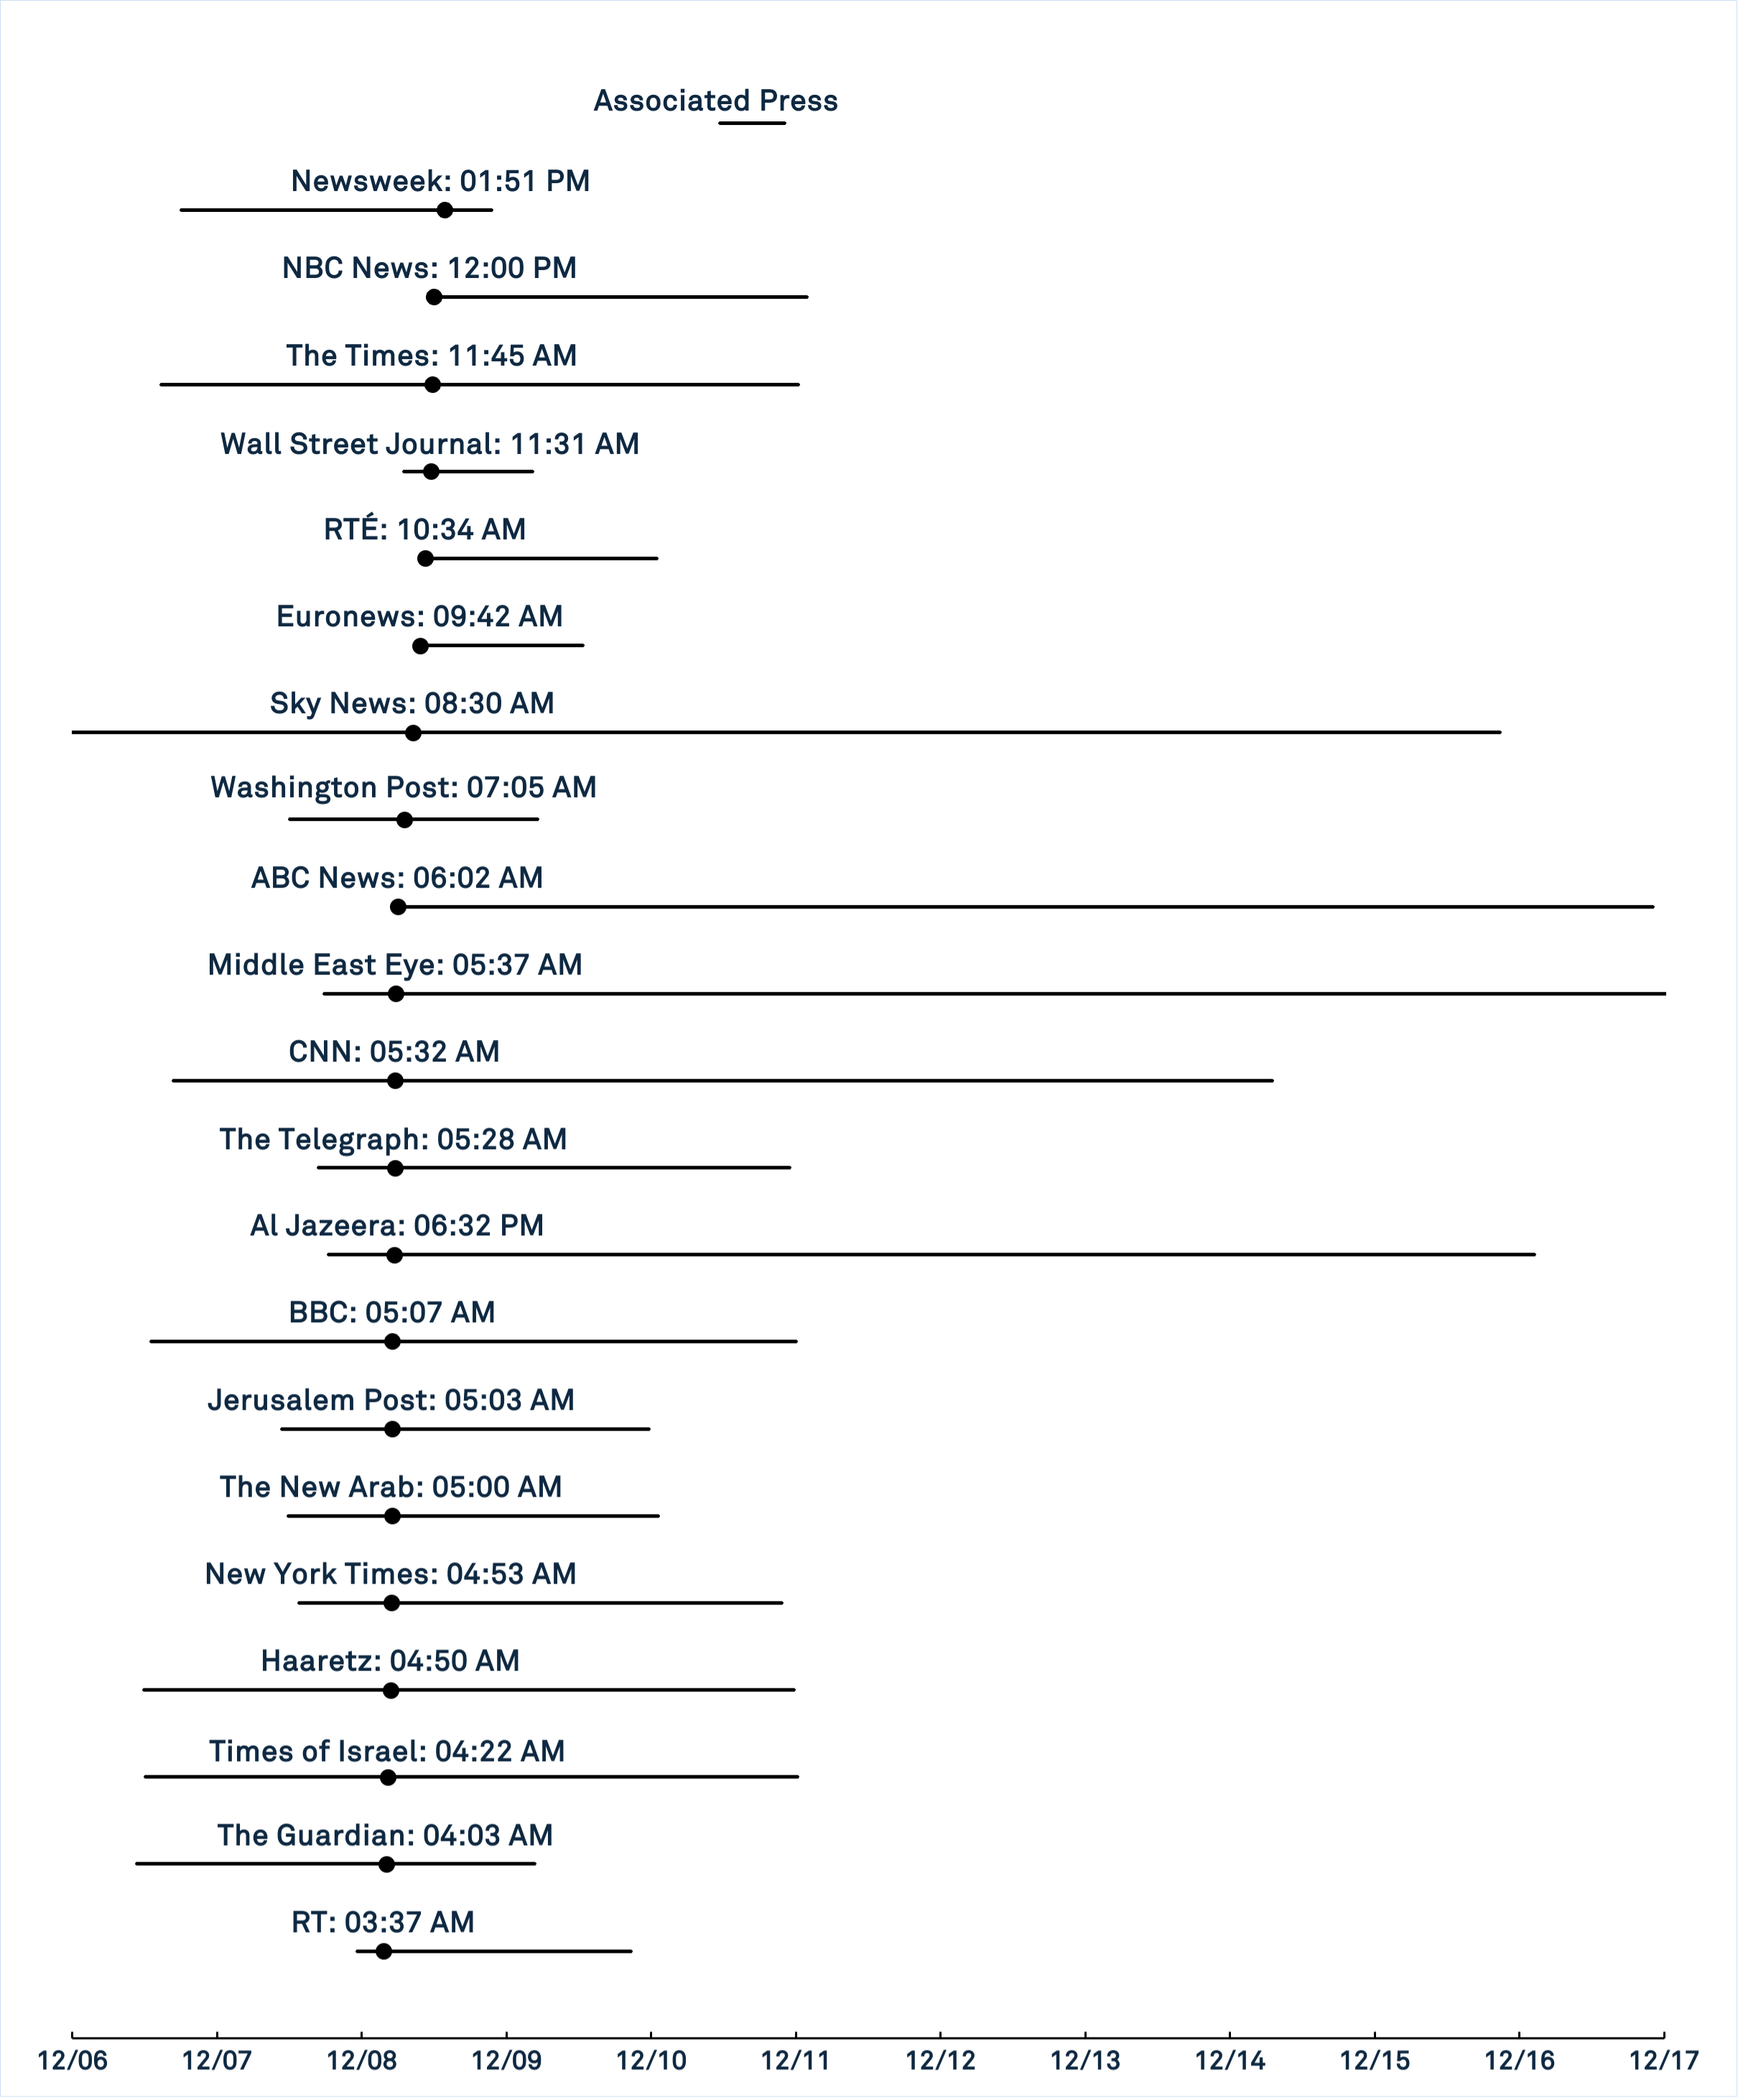 Associated Press
Newsweek: 01:51 PM
NBC News: 12:00 PM
The Times: 11:45 AM
Wall Street Journal: 11:31 AM
RTÉ: 10:34 AM
Euronews: 09:42 AM
Sky News: 08:30 AM
Washington Post: 07:05 AM
ABC News: 06:02 AM
Middle East Eye: 05:37 AM
CNN: 05:32 AM
The Telegraph: 05:28 AM
Al Jazeera: 06:32 PM
BBC: 05:07 AM
Jerusalem Post: 05:03 AM
The New Arab: 05:00 AM
New York Times: 04:53 AM
Haaretz: 04:50 AM
Times of Israel: 04:22 AM
The Guardian: 04:03 AM
RT: 03:37 AM
12/06 12/07 12/08 12/09 12/10 12/11 12/12 12/13 12/14 12/15 12/16 12/17